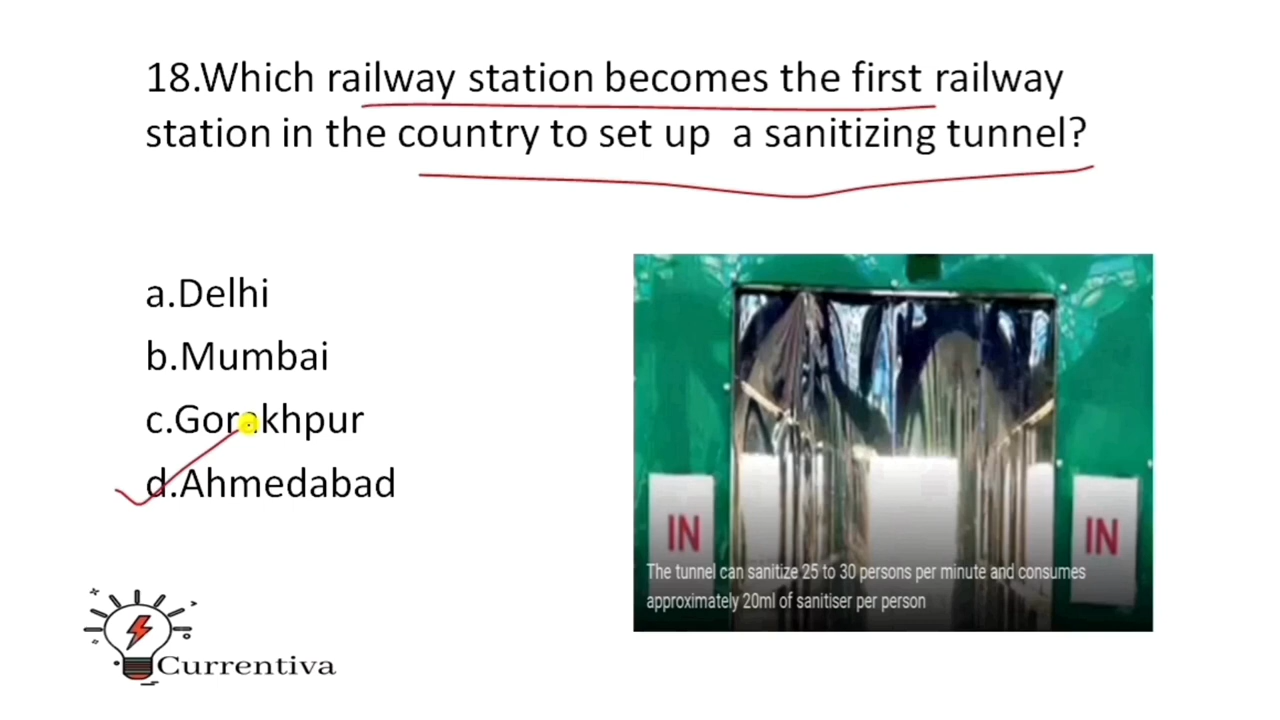 18.Which railway station becomes the first railway
station in the country to set up a sanitizing tunnel?
a.Delhi
b.Mumbai
c.Gorakhpur
d.Ahmedabad
IN
IN
The tunnel can sanitize 25 to 30 persons per minute and consumes
approximately 20ml of sanitiser per person
Currentiva